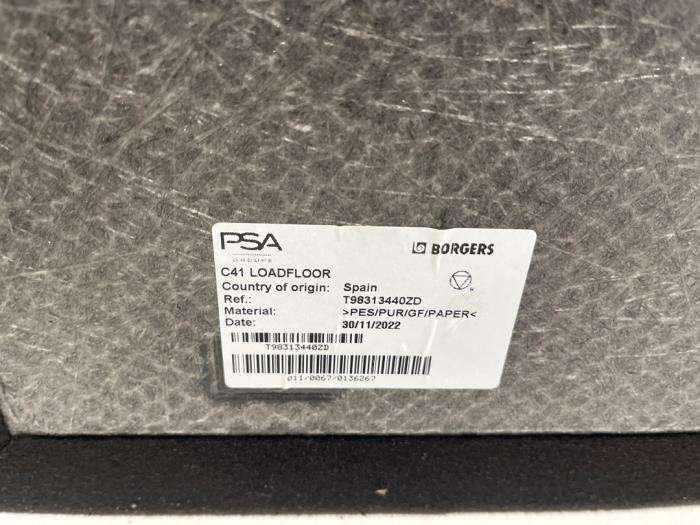 PSA
GROUPE
BORGERS
C41 LOADFLOOR
Country of origin: Spain
Ref.: T98313440ZD
Material: >PES/PUR/GF/PAPER<
Date: 30/11/2022
T98313440ZD
011/0067/0136267